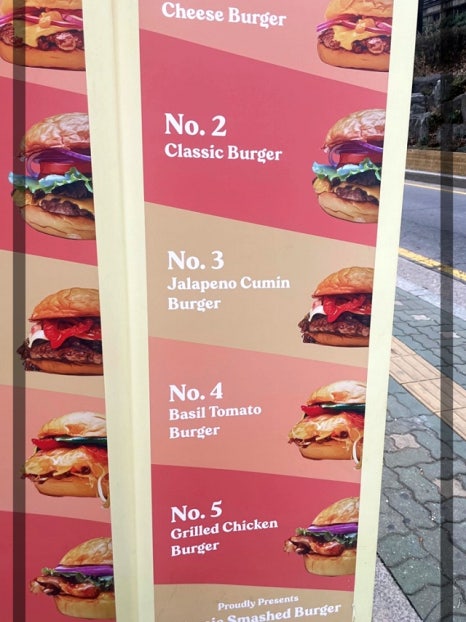 Cheese Burger
No. 2
Classic Burger
No. 3
Jalapeno Cumin
Burger
No. 4
Basil Tomato
Burger
No. 5
Grilled Chicken
Burger
Proudly Presents
Smashed Burger